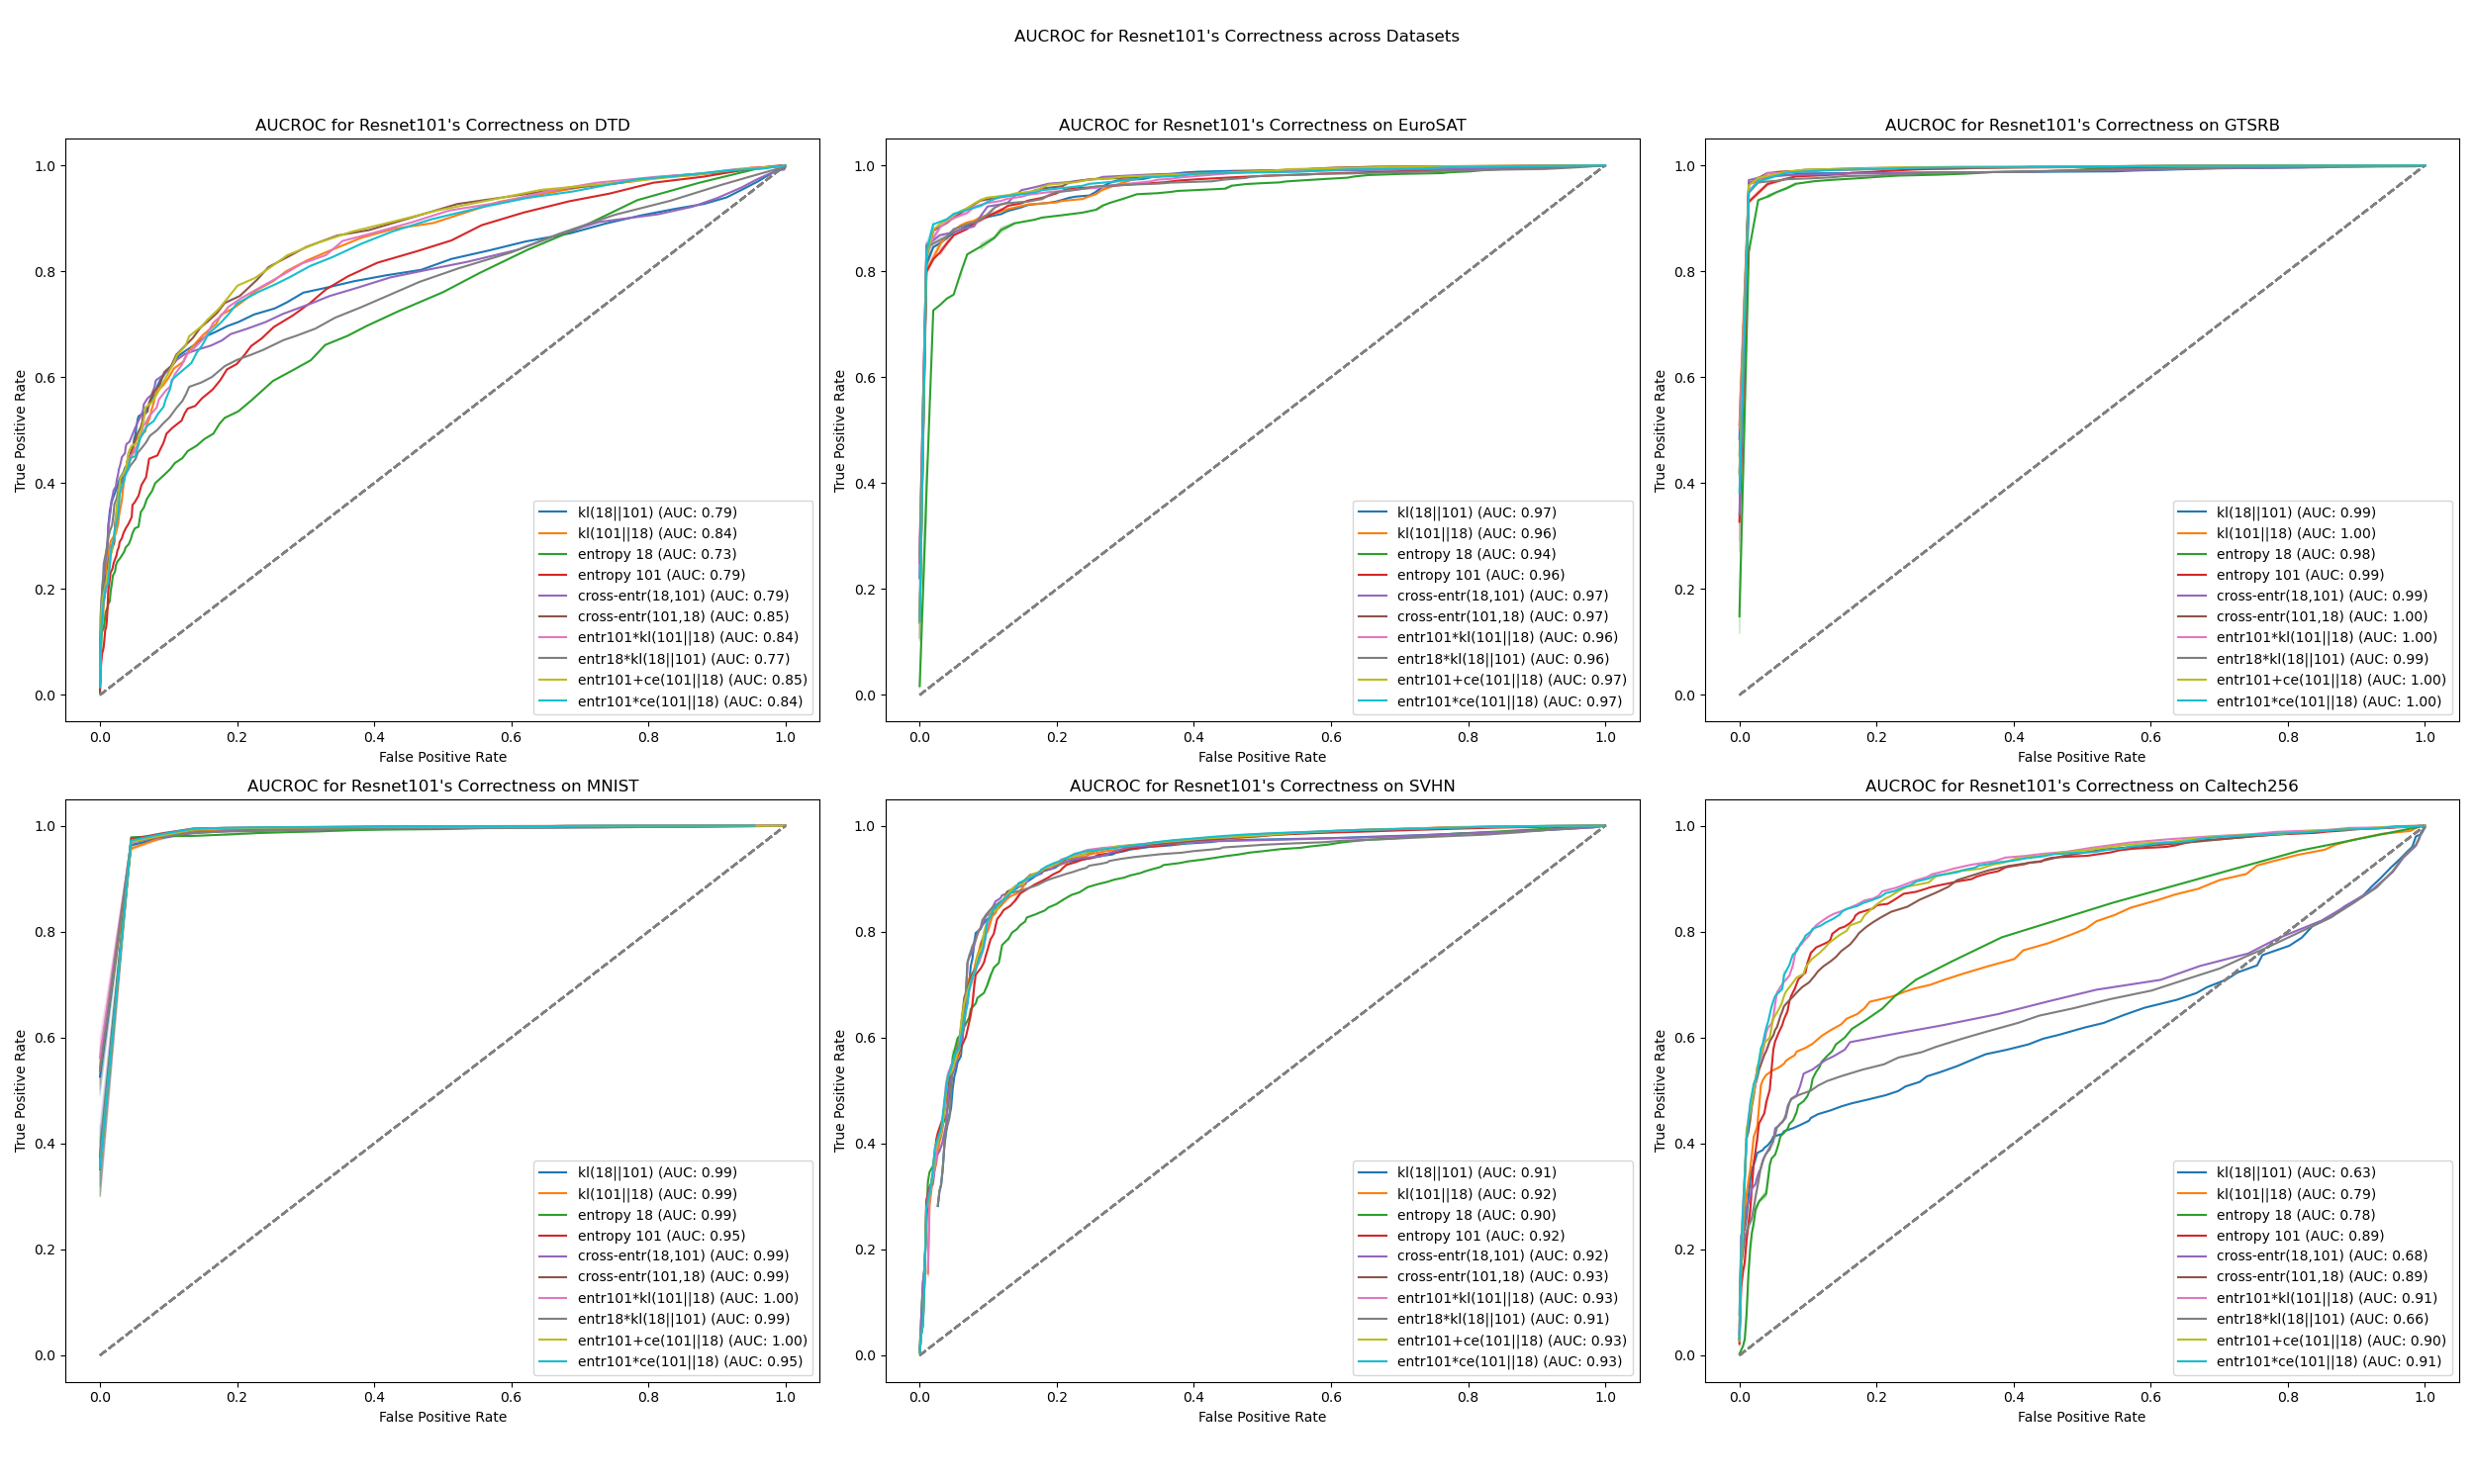 AUCROC for Resnet101's Correctness across Datasets
AUCROC for Resnet101's Correctness on DTD
True Positive Rate
1.0
0.8
0.6
0.4
0.2
0.0
kl(18||101) (AUC: 0.79)
kl(101||18) (AUC: 0.84)
entropy 18 (AUC: 0.73)
entropy 101 (AUC: 0.79)
cross-entr(18,101) (AUC: 0.79)
cross-entr(101,18) (AUC: 0.85)
entr101*kl(101||18) (AUC: 0.84)
entr18*kl(18||101) (AUC: 0.77)
entr101+ce(101||18) (AUC: 0.85)
entr101*ce(101||18) (AUC: 0.84)
0.0 0.2 0.4 0.6 0.8 1.0
False Positive Rate
AUCROC for Resnet101's Correctness on EuroSAT
True Positive Rate
1.0
0.8
0.6
0.4
0.2
0.0
kl(18||101) (AUC: 0.97)
kl(101||18) (AUC: 0.96)
entropy 18 (AUC: 0.94)
entropy 101 (AUC: 0.96)
cross-entr(18,101) (AUC: 0.97)
cross-entr(101,18) (AUC: 0.97)
entr101*kl(101||18) (AUC: 0.96)
entr18*kl(18||101) (AUC: 0.96)
entr101+ce(101||18) (AUC: 0.97)
entr101*ce(101||18) (AUC: 0.97)
0.0 0.2 0.4 0.6 0.8 1.0
False Positive Rate
AUCROC for Resnet101's Correctness on GTSRB
True Positive Rate
1.0
0.8
0.6
0.4
0.2
0.0
kl(18||101) (AUC: 0.99)
kl(101||18) (AUC: 1.00)
entropy 18 (AUC: 0.98)
entropy 101 (AUC: 0.99)
cross-entr(18,101) (AUC: 0.99)
cross-entr(101,18) (AUC: 1.00)
entr101*kl(101||18) (AUC: 1.00)
entr18*kl(18||101) (AUC: 0.99)
entr101+ce(101||18) (AUC: 1.00)
entr101*ce(101||18) (AUC: 1.00)
0.0 0.2 0.4 0.6 0.8 1.0
False Positive Rate
AUCROC for Resnet101's Correctness on MNIST
True Positive Rate
1.0
0.8
0.6
0.4
0.2
0.0
kl(18||101) (AUC: 0.99)
kl(101||18) (AUC: 0.99)
entropy 18 (AUC: 0.99)
entropy 101 (AUC: 0.95)
cross-entr(18,101) (AUC: 0.99)
cross-entr(101,18) (AUC: 0.99)
entr101*kl(101||18) (AUC: 1.00)
entr18*kl(18||101) (AUC: 0.99)
entr101+ce(101||18) (AUC: 1.00)
entr101*ce(101||18) (AUC: 0.95)
0.0 0.2 0.4 0.6 0.8 1.0
False Positive Rate
AUCROC for Resnet101's Correctness on SVHN
True Positive Rate
1.0
0.8
0.6
0.4
0.2
0.0
kl(18||101) (AUC: 0.91)
kl(101||18) (AUC: 0.92)
entropy 18 (AUC: 0.90)
entropy 101 (AUC: 0.92)
cross-entr(18,101) (AUC: 0.92)
cross-entr(101,18) (AUC: 0.93)
entr101*kl(101||18) (AUC: 0.93)
entr18*kl(18||101) (AUC: 0.91)
entr101+ce(101||18) (AUC: 0.93)
entr101*ce(101||18) (AUC: 0.93)
0.0 0.2 0.4 0.6 0.8 1.0
False Positive Rate
AUCROC for Resnet101's Correctness on Caltech256
True Positive Rate
1.0
0.8
0.6
0.4
0.2
0.0
kl(18||101) (AUC: 0.63)
kl(101||18) (AUC: 0.79)
entropy 18 (AUC: 0.78)
entropy 101 (AUC: 0.89)
cross-entr(18,101) (AUC: 0.68)
cross-entr(101,18) (AUC: 0.89)
entr101*kl(101||18) (AUC: 0.91)
entr18*kl(18||101) (AUC: 0.66)
entr101+ce(101||18) (AUC: 0.90)
entr101*ce(101||18) (AUC: 0.91)
0.0 0.2 0.4 0.6 0.8 1.0
False Positive Rate